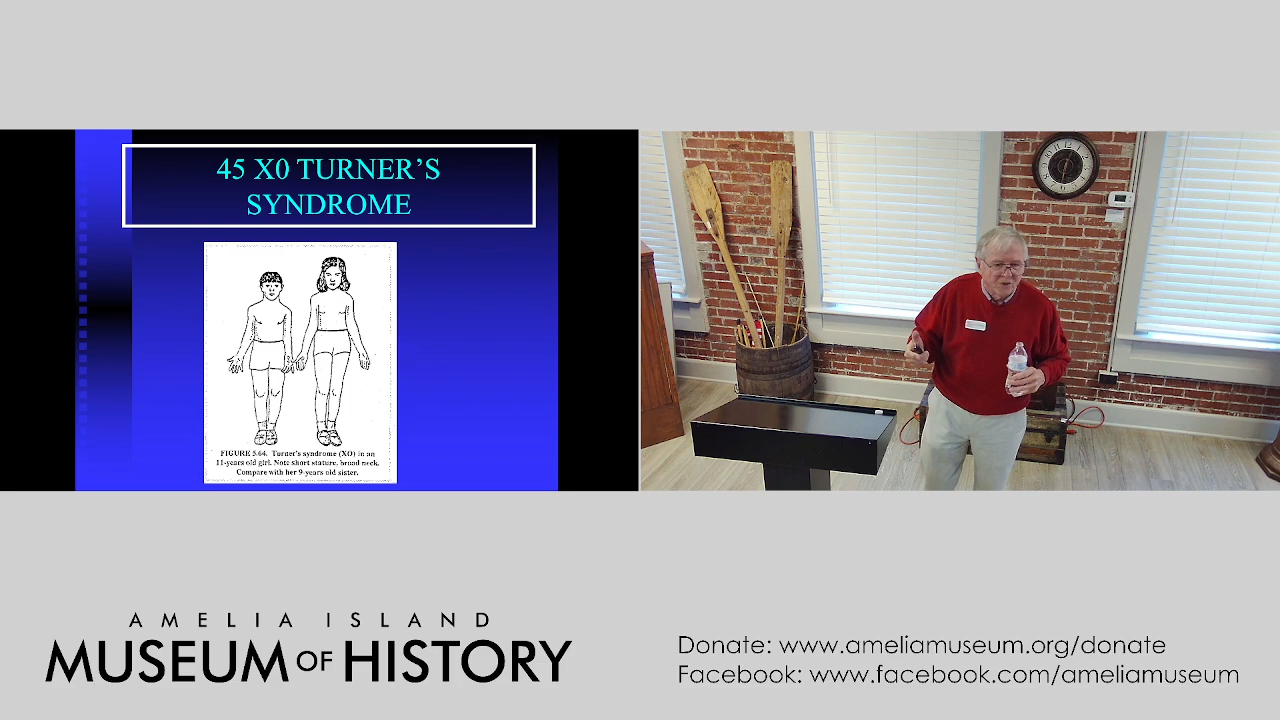 45 X0 TURNER'S
SYNDROME
FIGURE 5.64. Turner's syndrome (XO) in an
11-years old girl. Note short stature, broad neck.
Compare with her 9-years old sister.
AMELIA ISLAND
MUSEUM OF HISTORY
Donate: www.ameliamuseum.org/donate
Facebook: www.facebook.com/ameliamuseum